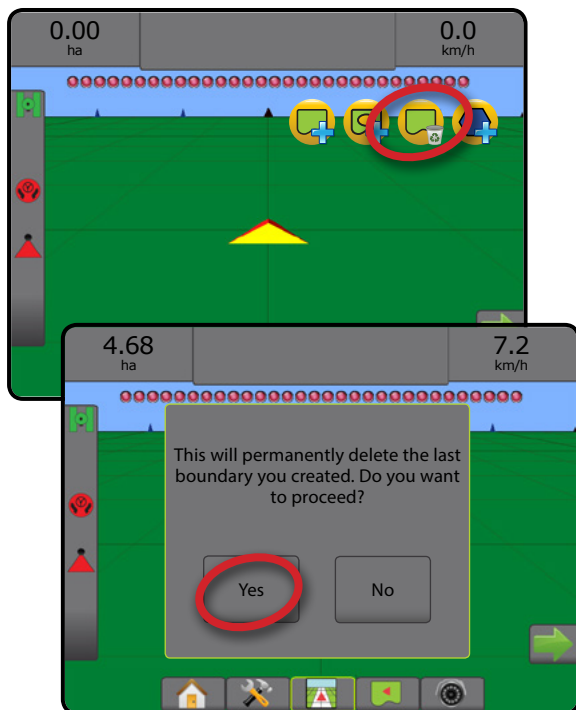 0.00
ha
0.0
km/h
4.68
ha
7.2
km/h
This will permanently delete the last
boundary you created. Do you want
to proceed?
Yes
No